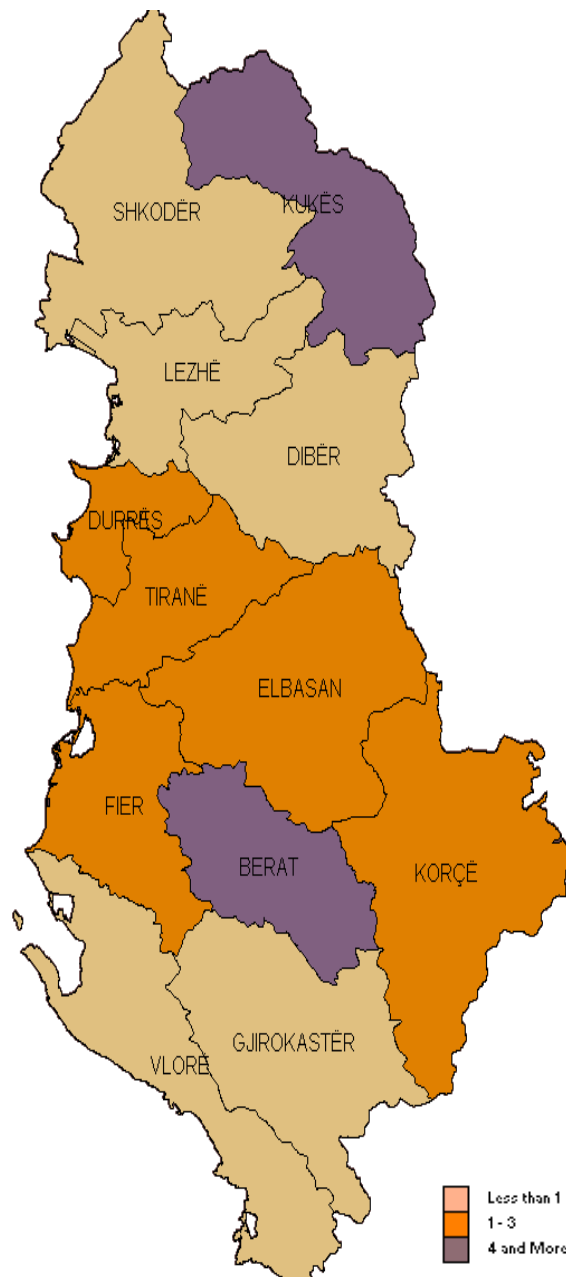 SHKODËR
KUKËS
LEZHË
DIBËR
DURRËS
TIRANË
ELBASAN
FIER
BERAT
KORÇË
GJIROKASTËR
VLORË
Less than 1
1 - 3
4 and More